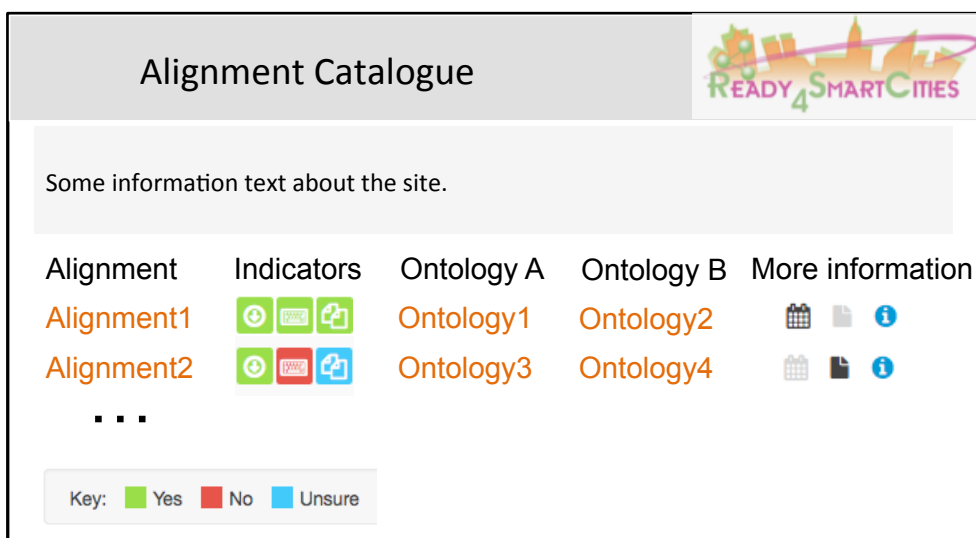 Alignment Catalogue
READY4SMARTCITIES
Some information text about the site.
Alignment Indicators Ontology A Ontology B More information
Alignment1 Ontology1 Ontology2
Alignment2 Ontology3 Ontology4
...
Key: Yes No Unsure